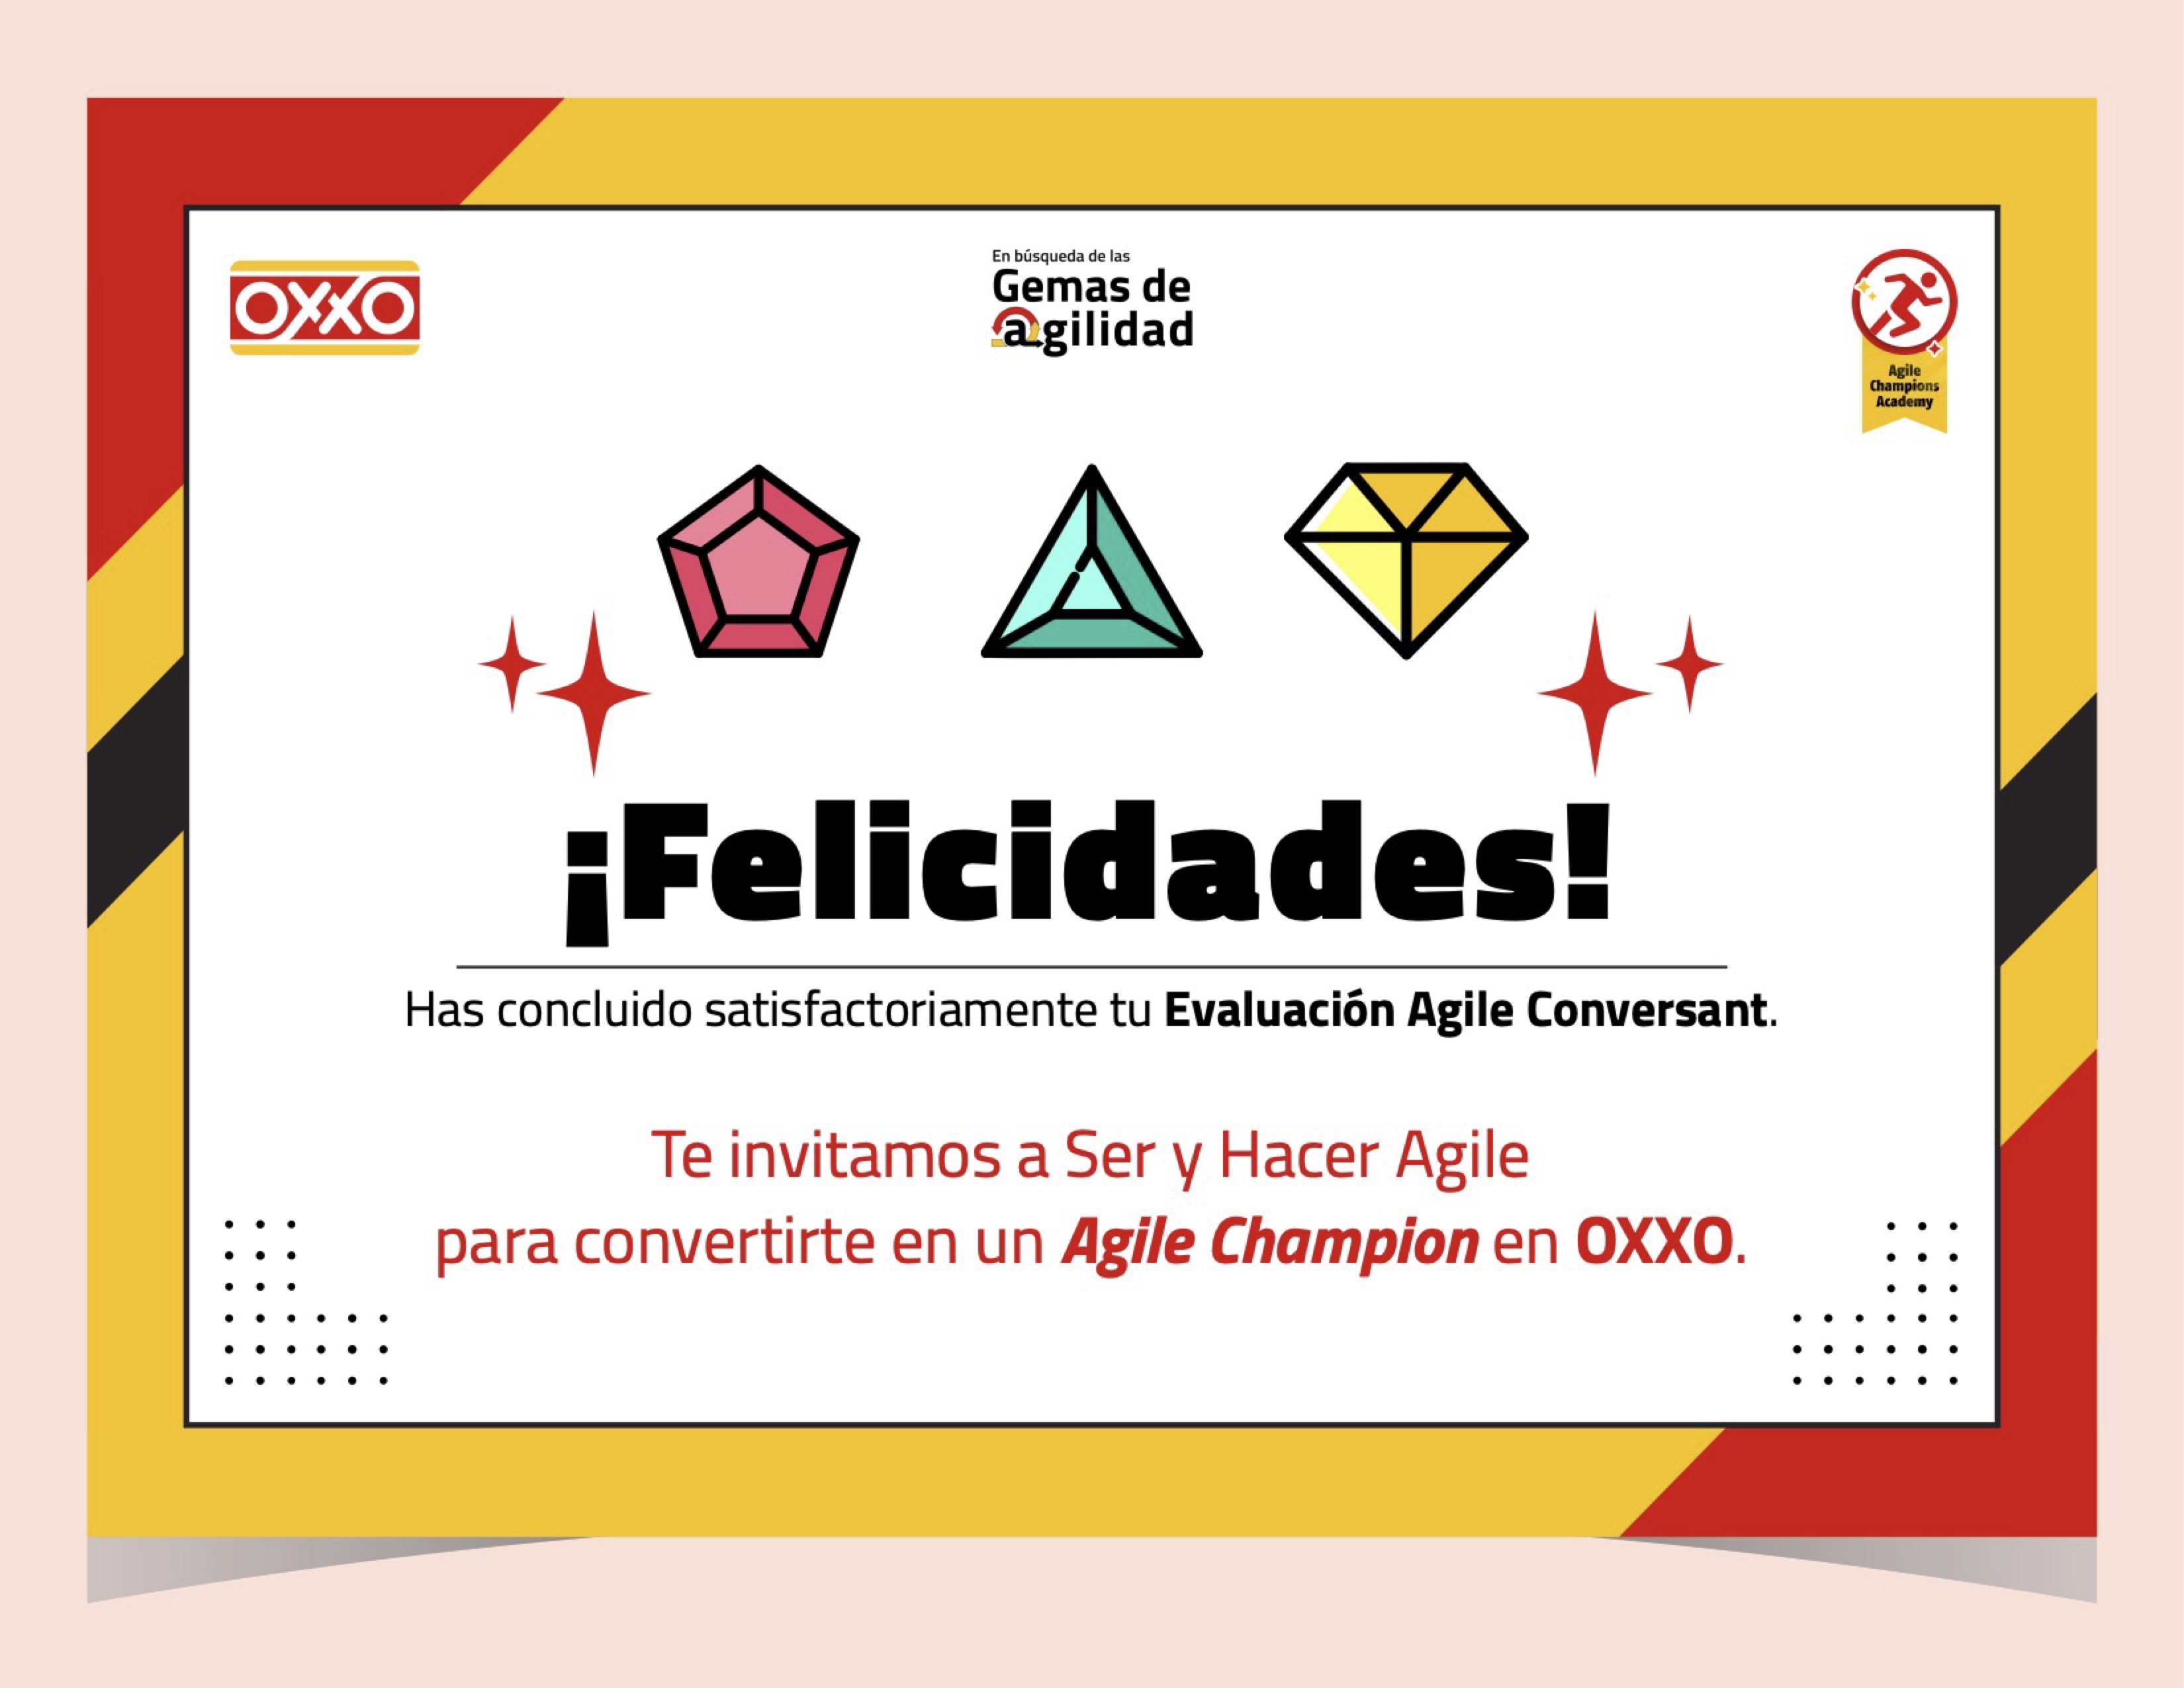 OXXO
En búsqueda de las
Gemas de
agilidad
Agile
Champions
Academy
¡Felicidades!
Has concluido satisfactoriamente tu Evaluación Agile Conversant.
Te invitamos a Ser y Hacer Agile
para convertirte en un Agile Champion en OXXO.